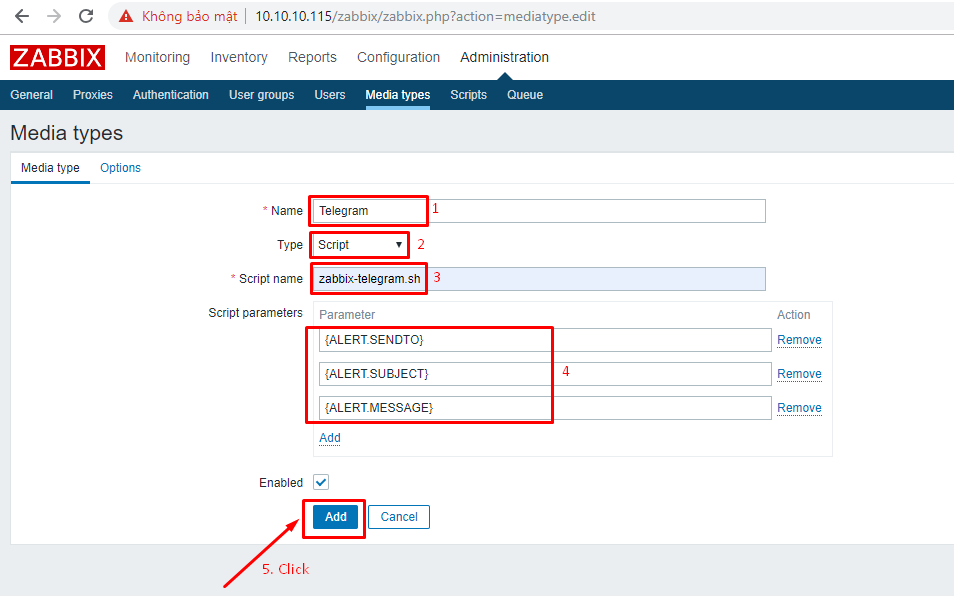 Không bảo mật 10.10.10.115/zabbix/zabbix.php?action=mediatype.edit
ZABBIX Monitoring Inventory Reports Configuration Administration
General Proxies Authentication User groups Users Media types Scripts Queue
Media types
Media type Options
* Name Telegram 1
Type Script 2
* Script name zabbix-telegram.sh 3
Script parameters Parameter Action
{ALERT.SENDTO} Remove
{ALERT.SUBJECT} 4 Remove
{ALERT.MESSAGE} Remove
Add
Enabled
Add Cancel
5. Click